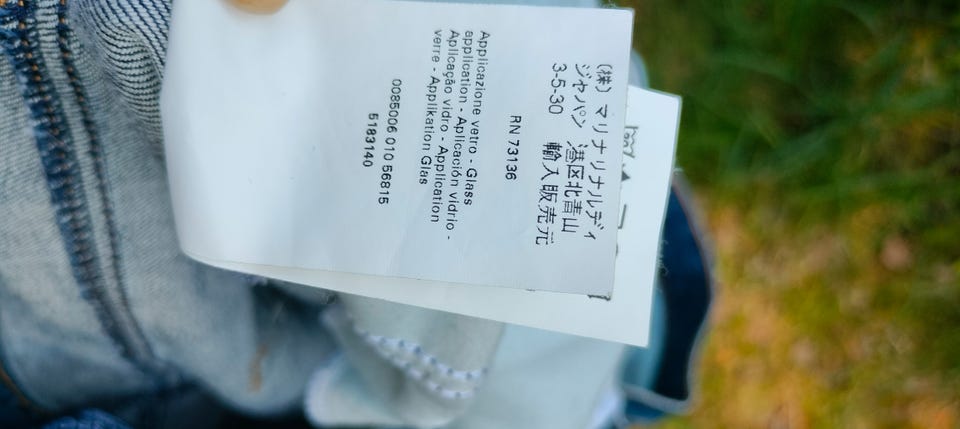 (株) マリナリナルディ
ジャパン 港区北青山
3-5-30 輸入販売元
RN 73136
Applicazione vetro - Glass
application - Aplicación vidrio -
Aplicação vidro - Application
verre - Applikation Glas
0085006 010 56815
5183140